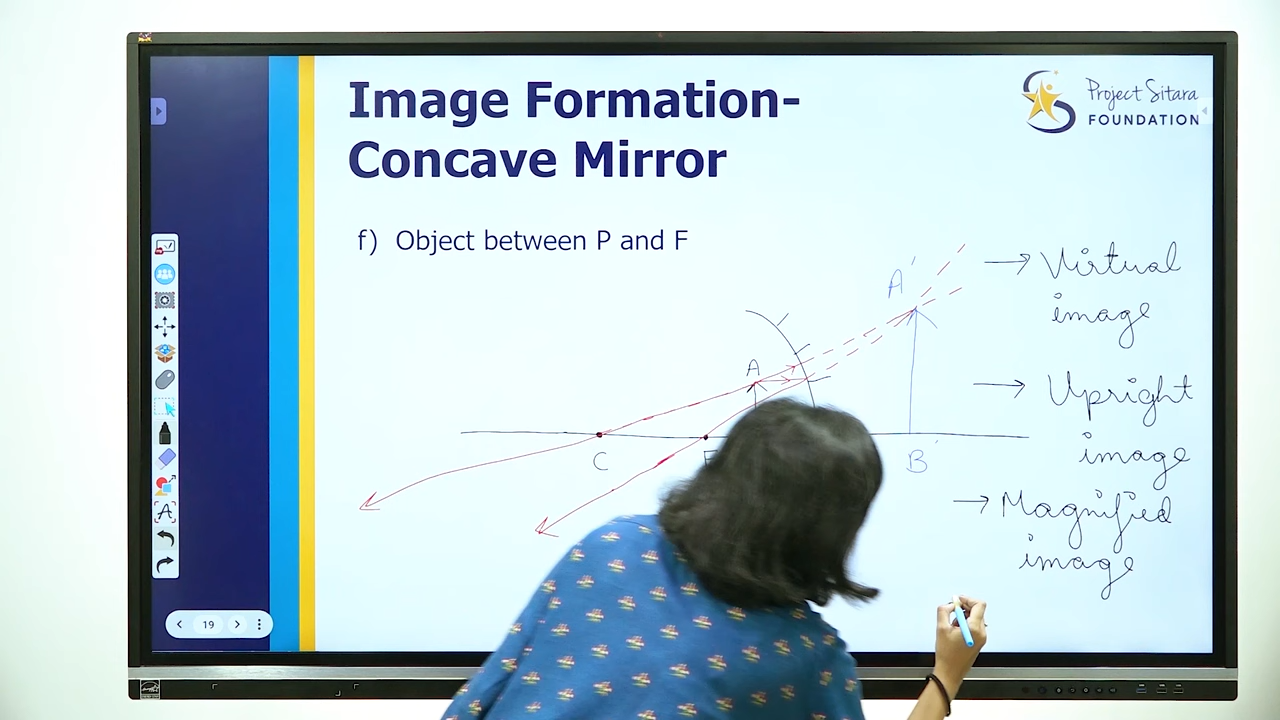 Image Formation-
Concave Mirror
Project Sitara
FOUNDATION
f) Object between P and F
A'
A
C
B'
→ Virtual
image
→ Upright
image
→ Magnified
image
19